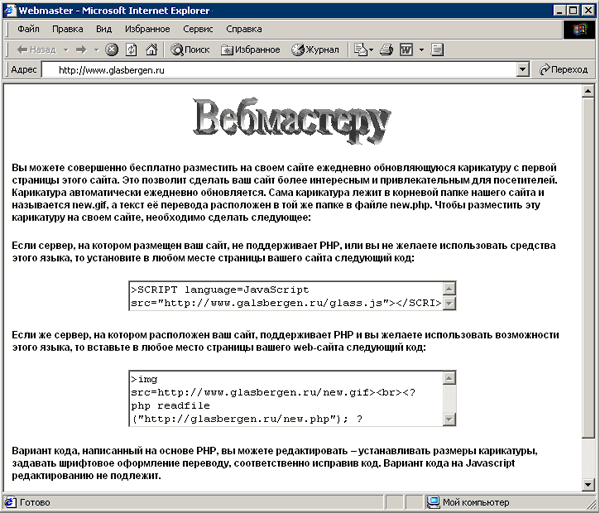 Webmaster - Microsoft Internet Explorer
Файл Правка Вид Избранное Сервис Справка
Назад Поиск Избранное Журнал
Адрес http://www.glasbergen.ru Переход
Вебмастеру
Вы можете совершенно бесплатно разместить на своем сайте ежедневно обновляющуюся карикатуру с первой
страницы этого сайта. Это позволит сделать ваш сайт более интересным и привлекательным для посетителей.
Карикатура автоматически ежедневно обновляется. Сама карикатура лежит в корневой папке нашего сайта и
называется new.gif, а текст её перевода расположен в той же папке в файле new.php. Чтобы разместить эту
карикатуру на своем сайте, необходимо сделать следующее:
Если сервер, на котором размещен ваш сайт, не поддерживает PHP, или вы не желаете использовать средства
этого языка, то установите в любом месте страницы вашего сайта следующий код:
>SCRIPT language=JavaScript
src="http://www.galsbergen.ru/glass.js"></SCRI>
Если же сервер, на котором расположен ваш сайт, поддерживает PHP и вы желаете использовать возможности
этого языка, то вставьте в любое место страницы вашего web-сайта следующий код:
>img
src=http://www.glasbergen.ru/new.gif><br><?
php readfile
("http://glasbergen.ru/new.php"); ?
Вариант кода, написанный на основе PHP, вы можете редактировать – устанавливать размеры карикатуры,
задавать шрифтовое оформление переводу, соответственно исправив код. Вариант кода на Javascript
редактированию не подлежит.
Готово Мой компьютер